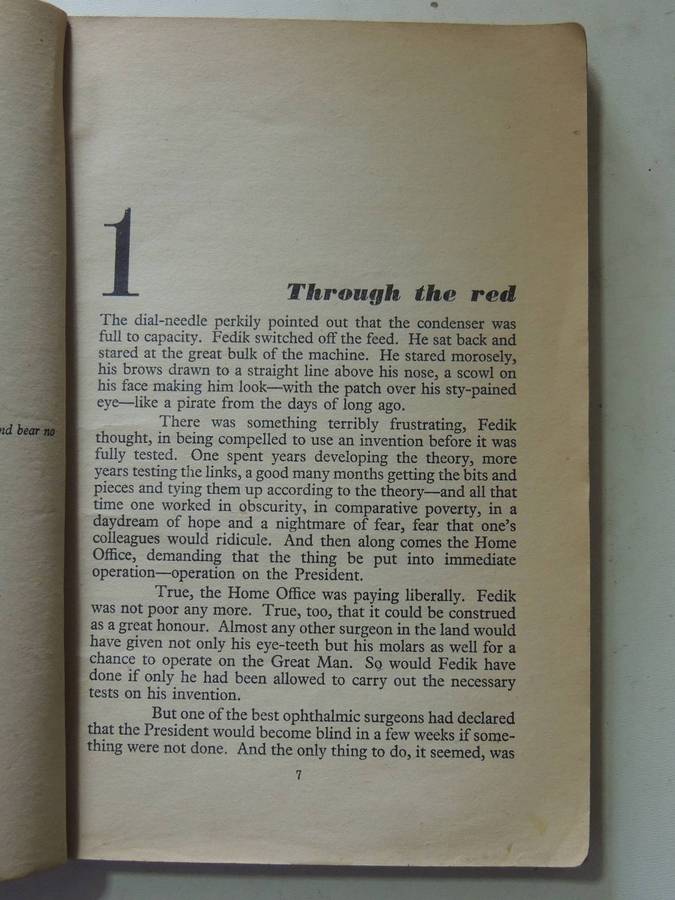 nd bear no
1
Through the red
The dial-needle perkily pointed out that the condenser was
full to capacity. Fedik switched off the feed. He sat back and
stared at the great bulk of the machine. He stared morosely,
his brows drawn to a straight line above his nose, a scowl on
his face making him look—with the patch over his sty-pained
eye—like a pirate from the days of long ago.
There was something terribly frustrating, Fedik
thought, in being compelled to use an invention before it was
fully tested. One spent years developing the theory, more
years testing the links, a good many months getting the bits and
pieces and tying them up according to the theory—and all that
time one worked in obscurity, in comparative poverty, in a
daydream of hope and a nightmare of fear, fear that one's
colleagues would ridicule. And then along comes the Home
Office, demanding that the thing be put into immediate
operation—operation on the President.
True, the Home Office was paying liberally. Fedik
was not poor any more. True, too, that it could be construed
as a great honour. Almost any other surgeon in the land would
have given not only his eye-teeth but his molars as well for a
chance to operate on the Great Man. So would Fedik have
done if only he had been allowed to carry out the necessary
tests on his invention.
But one of the best ophthalmic surgeons had declared
that the President would become blind in a few weeks if some-
thing were not done. And the only thing to do, it seemed, was
7